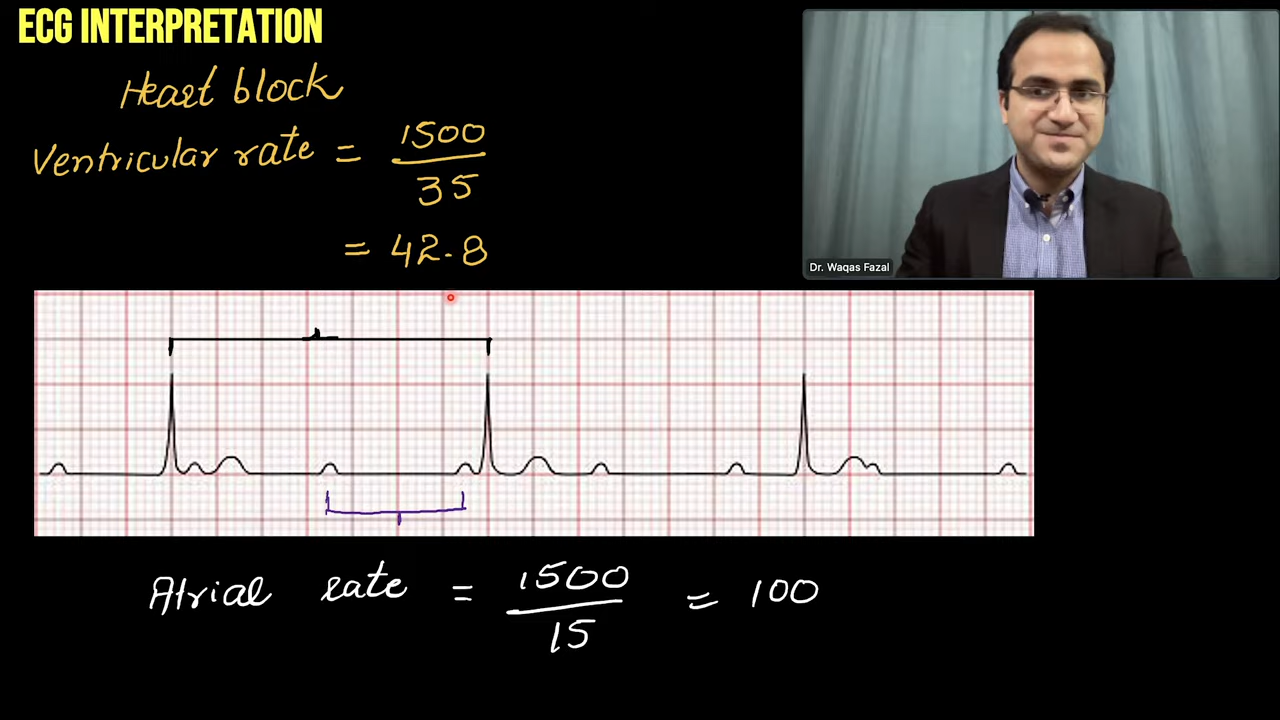 ECG INTERPRETATION
Heart block
Ventricular rate = 1500
35
= 42.8
Dr. Waqas Fazal
Atrial rate = 1500 = 100
15